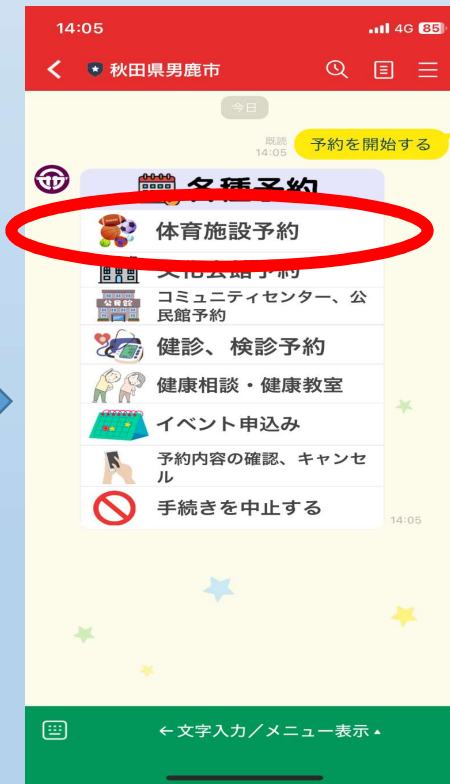 14:05
4G 85
秋田県男鹿市
今日
既読
14:05
予約を開始する
各種予約
体育施設予約
文化会館予約
公民館
コミュニティセンター、公
民館予約
健診、検診予約
健康相談・健康教室
イベント申込み
予約内容の確認、キャンセ
ル
手続きを中止する
14:05
←文字入力/メニュー表示▲